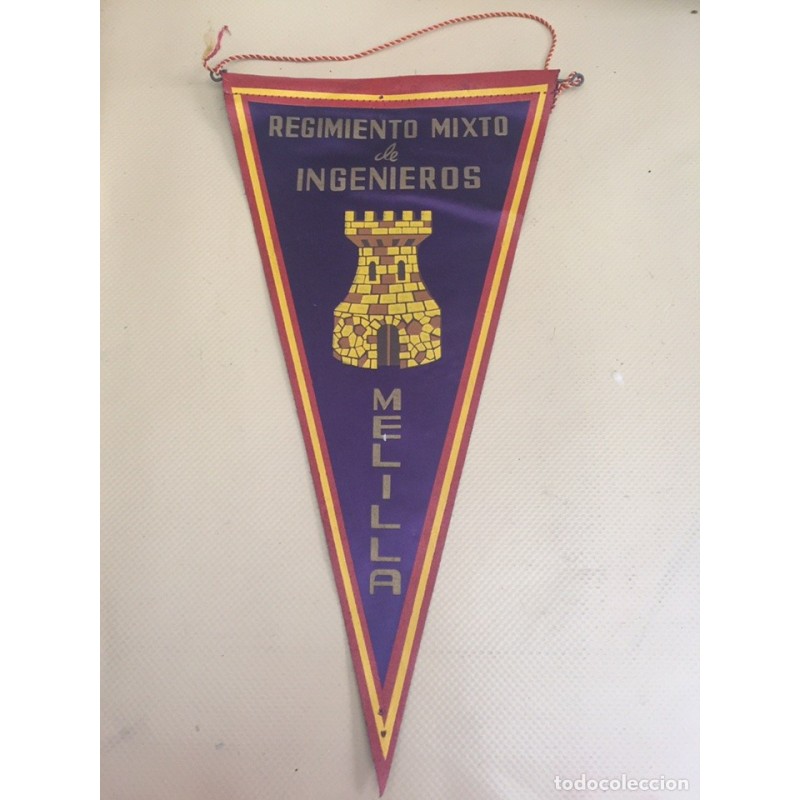 REGIMIENTO MIXTO
de
INGENIEROS
MELILLA
todocoleccion